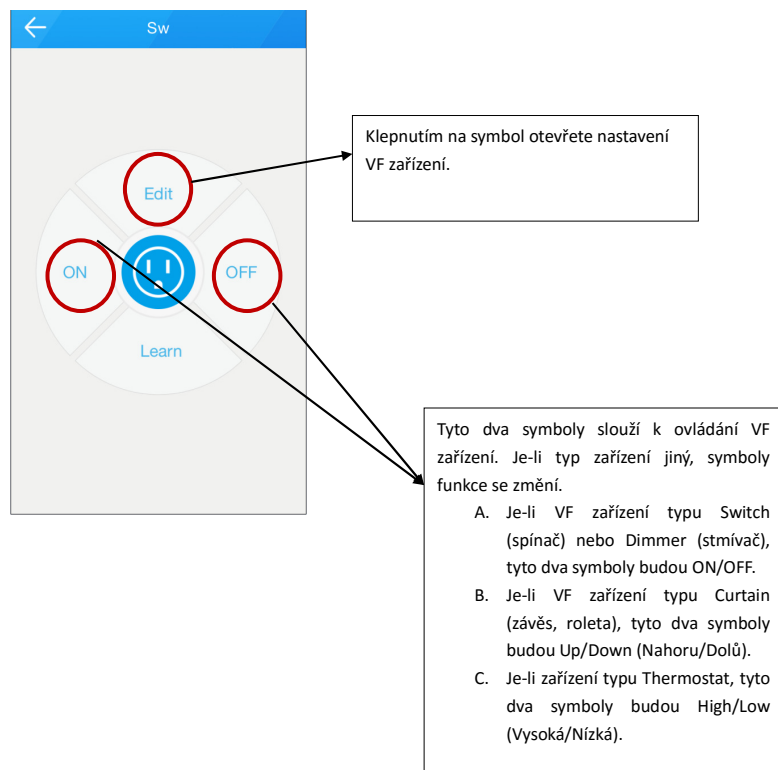 Sw
Klepnutím na symbol otevřete nastavení
VF zařízení.
Edit
ON
OFF
Learn
Tyto dva symboly slouží k ovládání VF
zařízení. Je-li typ zařízení jiný, symboly
funkce se změní.
A. Je-li VF zařízení typu Switch
(spínač) nebo Dimmer (stmívač),
tyto dva symboly budou ON/OFF.
B. Je-li VF zařízení typu Curtain
(závěs, roleta), tyto dva symboly
budou Up/Down (Nahoru/Dolů).
C. Je-li zařízení typu Thermostat, tyto
dva symboly budou High/Low
(Vysoká/Nízká).